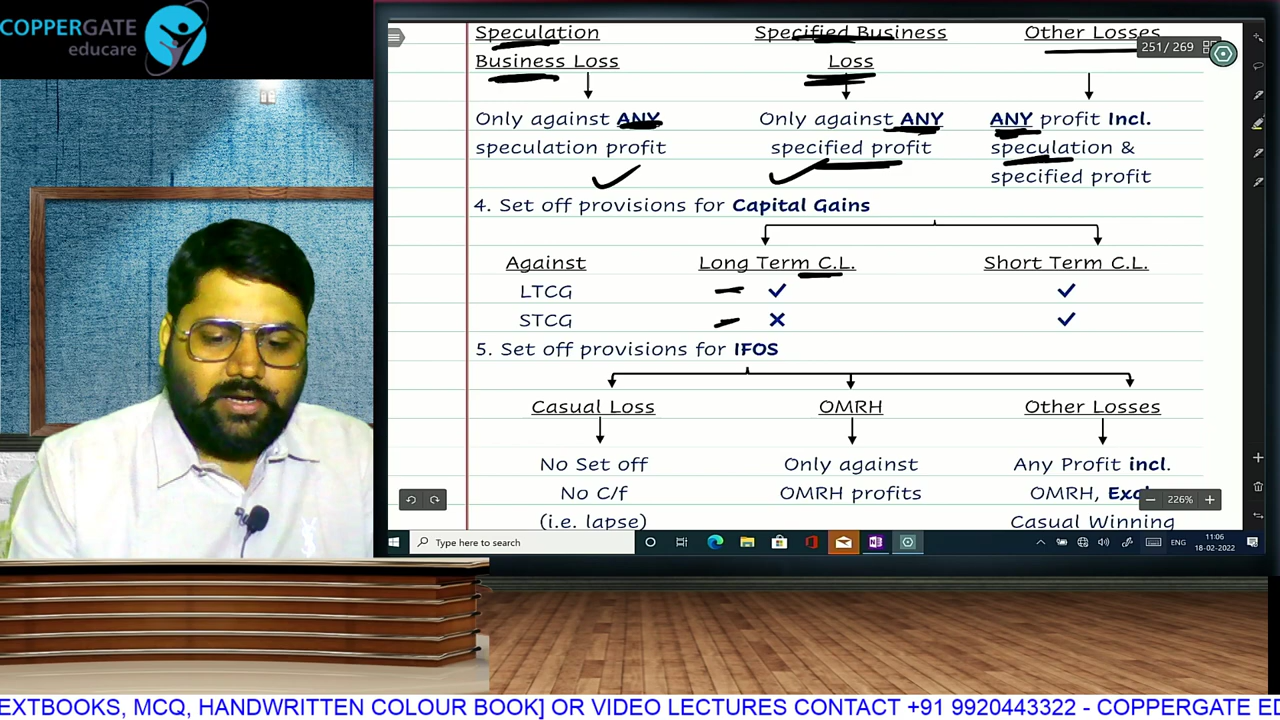 COPPERGATE
educare
Speculation Specified Business Other Losses
251 / 269
Business Loss Loss
Only against ANY Only against ANY ANY profit Incl.
speculation profit specified profit speculation &
specified profit
4. Set off provisions for Capital Gains
Against Long Term C.L. Short Term C.L.
LTCG ✓ ✓
STCG ✗ ✓
5. Set off provisions for IFOS
Casual Loss OMRH Other Losses
No Set off Only against Any Profit incl.
No C/f OMRH profits OMRH,
226%
(i.e. lapse) Casual Winning
Type here to search
ENG
11:06
18-02-2022
EXTBOOKS, MCQ, HANDWRITTEN COLOUR BOOK] OR VIDEO LECTURES CONTACT +91 9920443322 - COPPERGATE